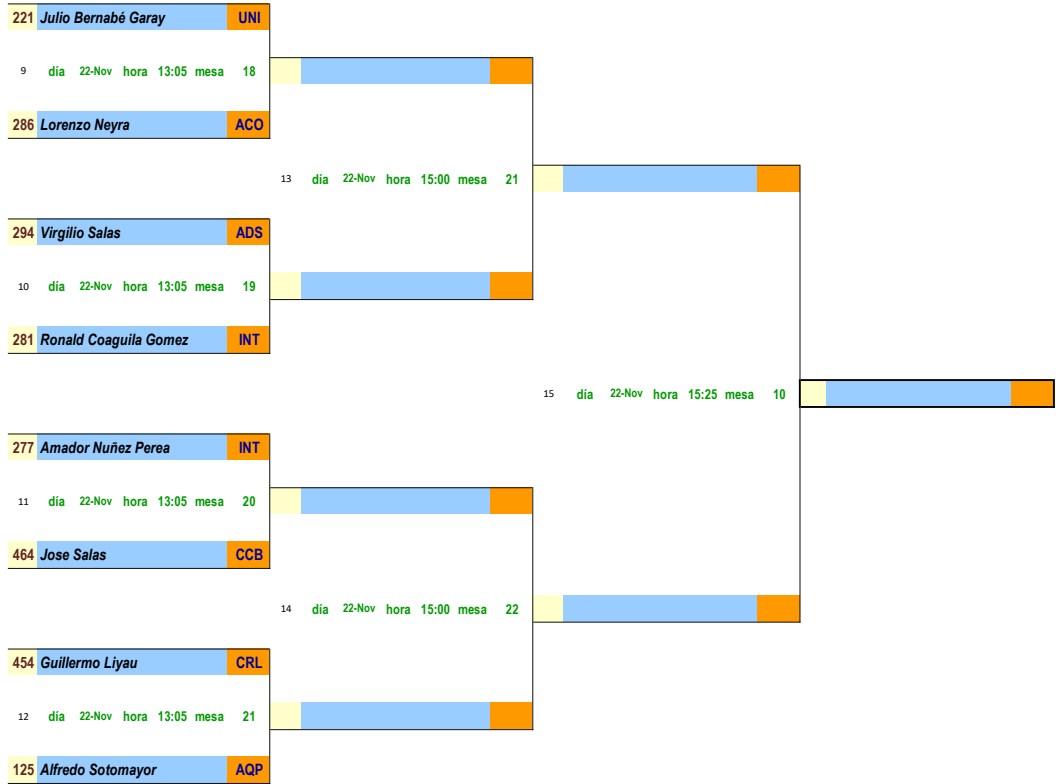 221 Julio Bernabé Garay UNI
9 día 22-Nov hora 13:05 mesa 18
286 Lorenzo Neyra ACO
13 día 22-Nov hora 15:00 mesa 21
294 Virgilio Salas ADS
10 día 22-Nov hora 13:05 mesa 19
281 Ronald Coaguila Gomez INT
15 día 22-Nov hora 15:25 mesa 10
277 Amador Nuñez Perea INT
11 día 22-Nov hora 13:05 mesa 20
464 Jose Salas CCB
14 día 22-Nov hora 15:00 mesa 22
454 Guillermo Liyau CRL
12 día 22-Nov hora 13:05 mesa 21
125 Alfredo Sotomayor AQP